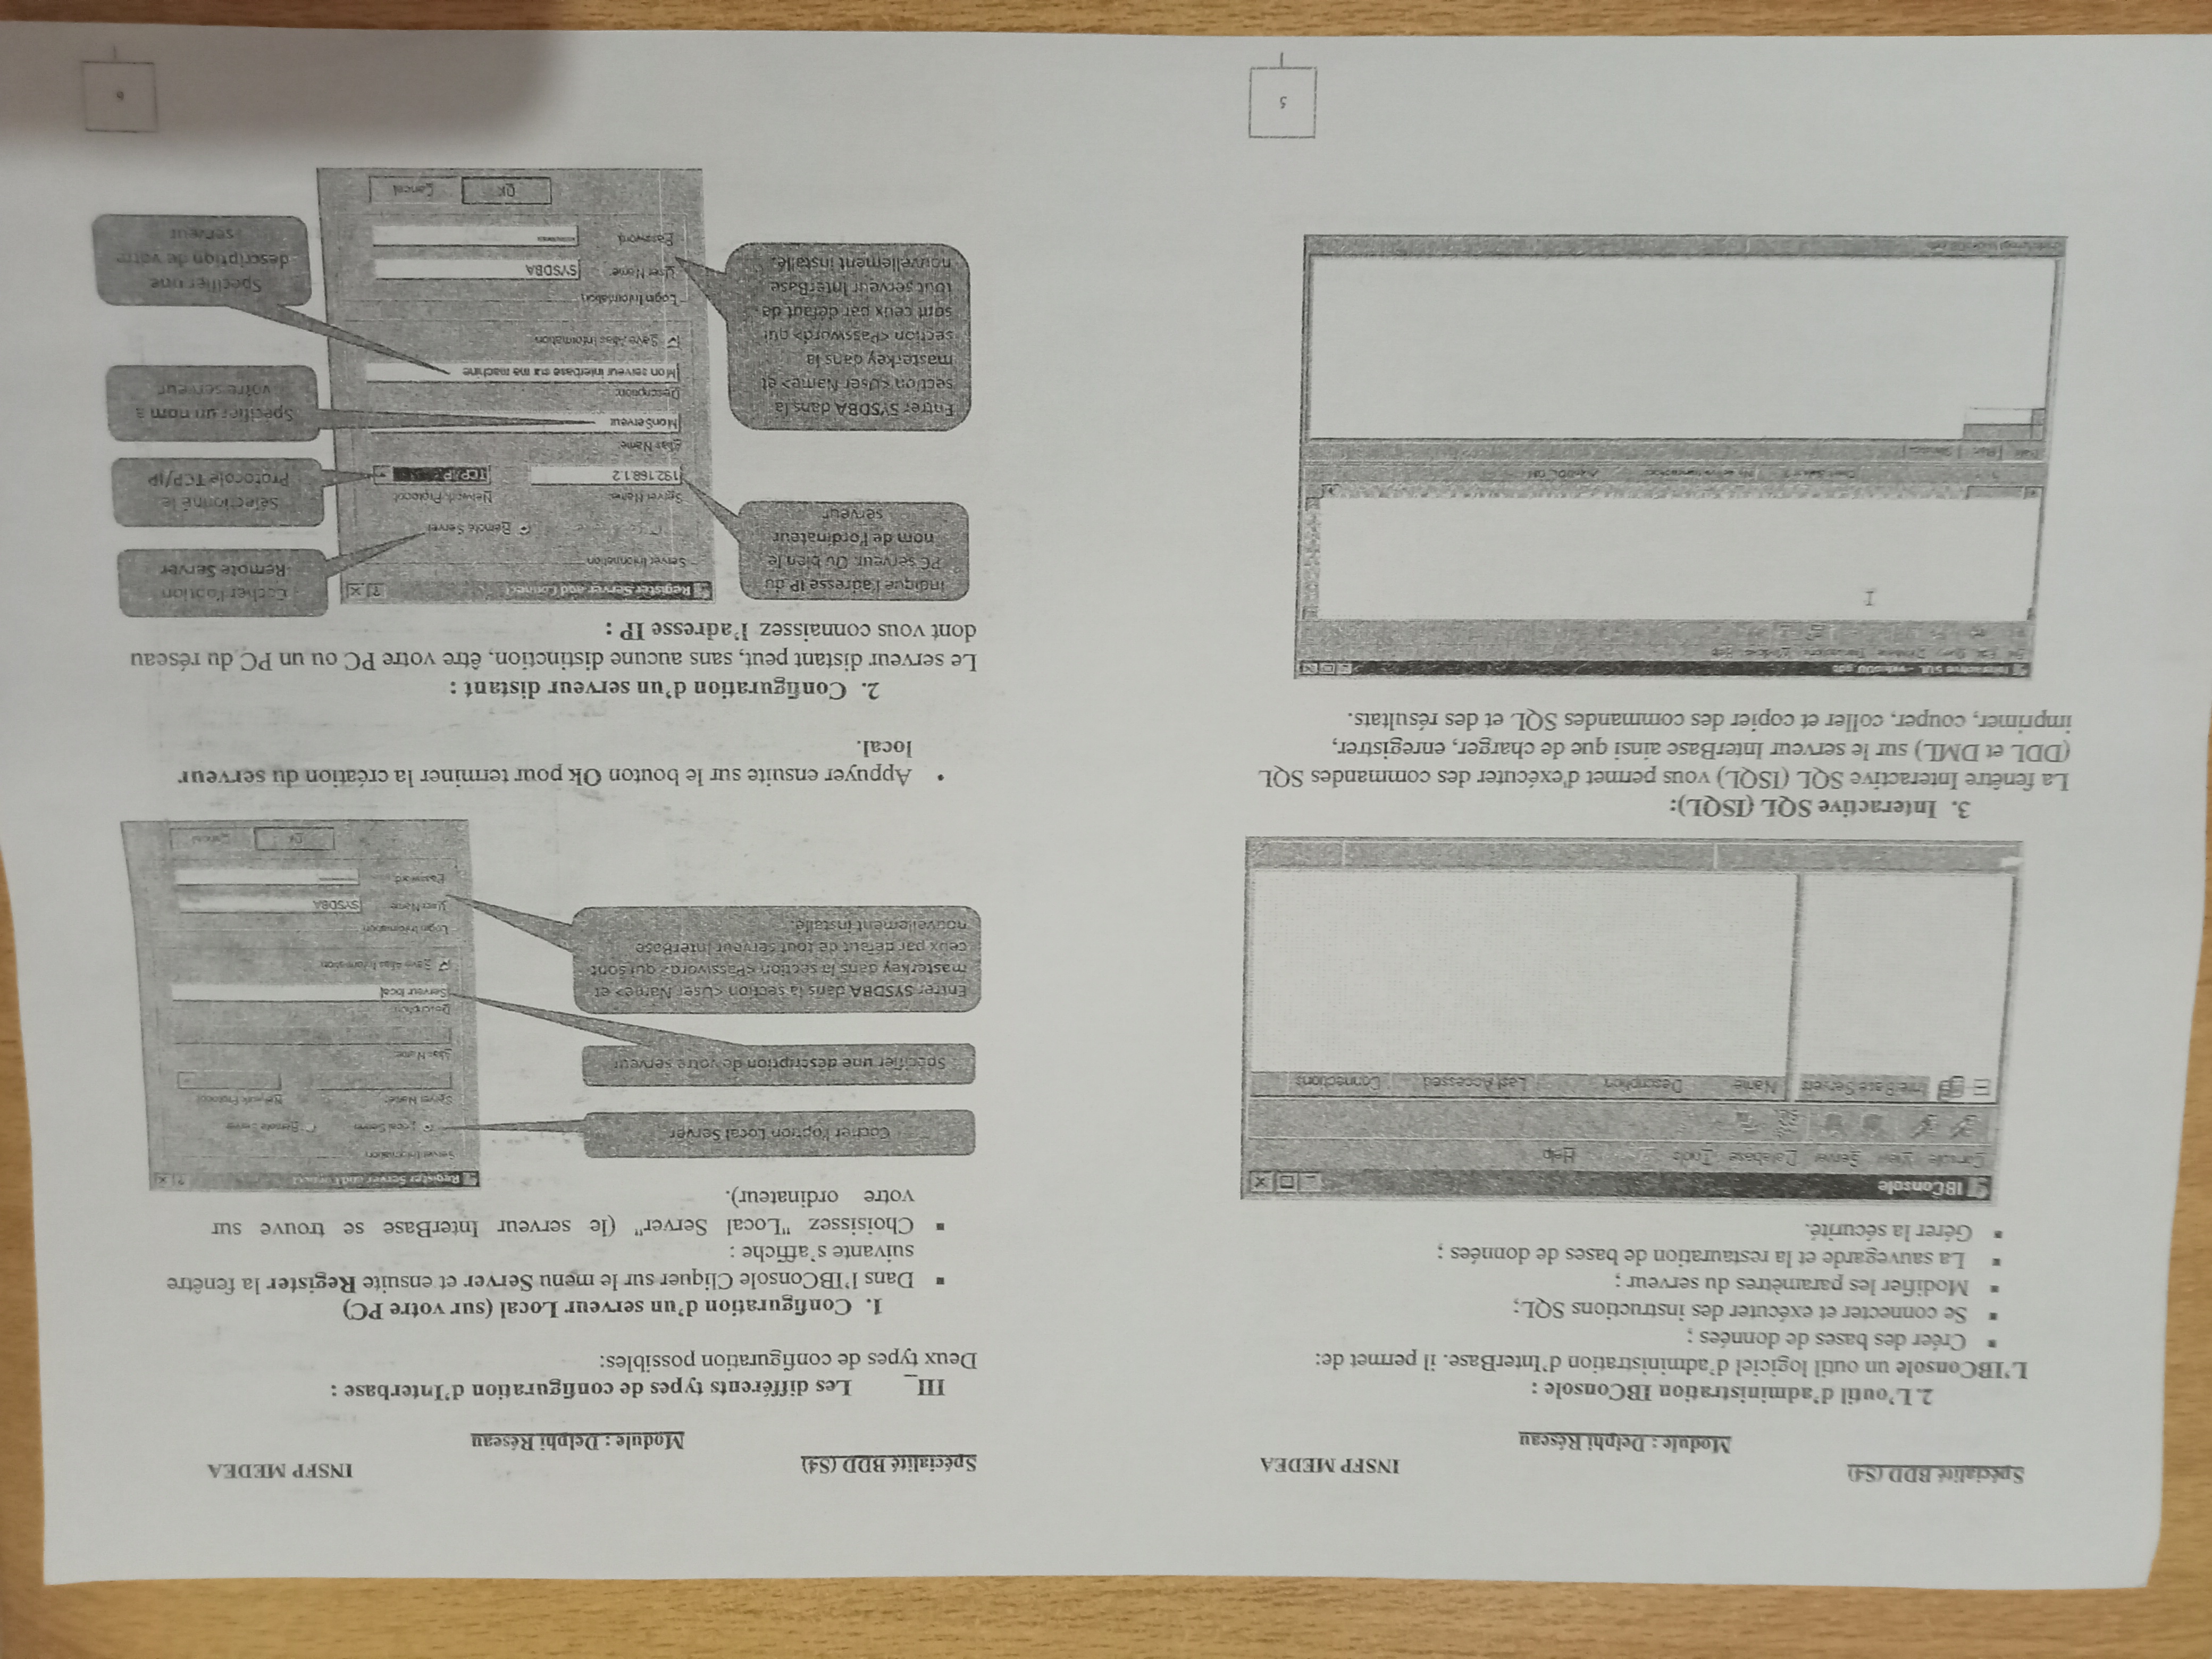 Spécialité BDD (S4)
INSFP MEDEA
Module : Delphi Réseau
2. L'outil d'administration IBConsole :
L'IBConsole un outil logiciel d'administration d'InterBase. il permet de:
▪ Créer des bases de données ;
▪ Se connecter et exécuter des instructions SQL;
▪ Modifier les paramètres du serveur ;
▪ La sauvegarde et la restauration de bases de données ;
▪ Gérer la sécurité.
IBConsole
Console View Server Database Tools Help
InterBase Servers Name Description Last Accessed Connections
3. Interactive SQL (ISQL):
La fenêtre Interactive SQL (ISQL) vous permet d'exécuter des commandes SQL
(DDL et DML) sur le serveur InterBase ainsi que de charger, enregistrer,
imprimer, couper, coller et copier des commandes SQL et des résultats.
Interactive SQL
Edit Query Database Transactions Windows Help
5
Spécialité BDD (S4)
INSFP MEDEA
Module : Delphi Réseau
III_ Les différents types de configuration d'Interbase :
Deux types de configuration possibles:
1. Configuration d'un serveur Local (sur votre PC)
▪ Dans l'IBConsole Cliquer sur le menu Server et ensuite Register la fenêtre
suivante s'affiche :
▪ Choisissez "Local Server" (le serveur InterBase se trouve sur
votre ordinateur).
Register Server and Connect
Server Information
Cocher l'option Local Server
Local Server Remote Server
Server Name: Network Protocol
Spécifier une description de votre serveur
Alias Name
Description
Serveur local
Entrer SYSDBA dans la section <User Name> et
masterkey dans la section <Password> qui sont
ceux par défaut de tout serveur InterBase
nouvellement installé.
Save Alias Information
Login Information
User Name SYSDBA
Password
Ok Cancel
• Appuyer ensuite sur le bouton Ok pour terminer la création du serveur
local.
2. Configuration d'un serveur distant :
Le serveur distant peut, sans aucune distinction, être votre PC ou un PC du réseau
dont vous connaissez l'adresse IP :
Indique l'adresse IP du
PC serveur. Ou bien le
nom de l'ordinateur
serveur
Register Server and Connect
Server Information
Remote Server
Cocher l'option
Remote Server
Server Name: Network Protocol:
192.168.1.2 TCP/IP
Sélectionné le
Protocole TCP/IP
Alias Name
MonServeur
Spécifier un nom à
votre serveur
Description:
Mon serveur interbase sur ma machine
Save Alias Information
Entrer SYSDBA dans la
section <User Name> et
masterkey dans la
section <Password> qui
sont ceux par défaut de
tout serveur InterBase
nouvellement installé.
Login Information
User Name SYSDBA
Password
Spécifier une
description de votre
serveur
OK Cancel
6